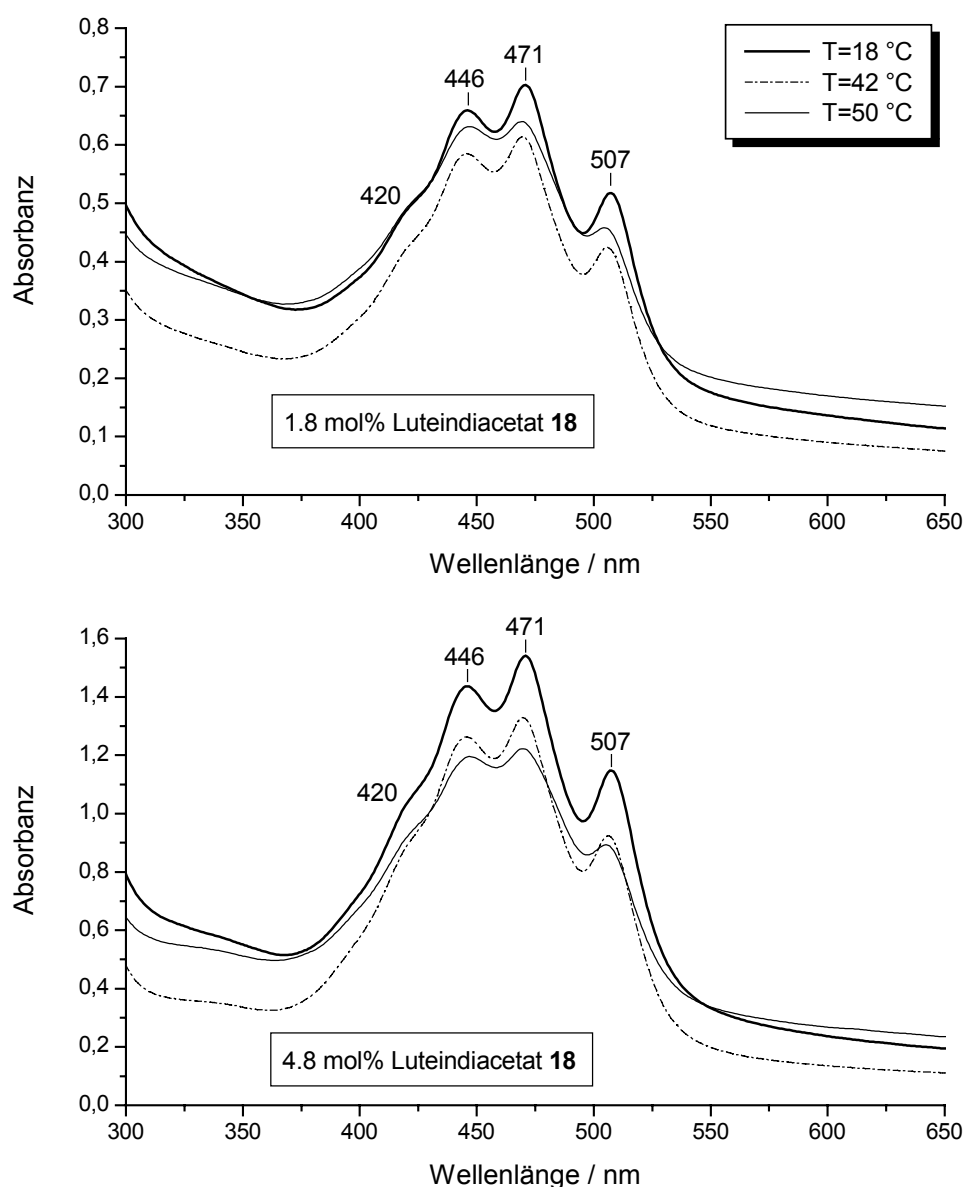 0,8
0,7
0,6
0,5
0,4
0,3
0,2
0,1
0,0
Absorbanz
420
446
471
507
T=18 °C
T=42 °C
T=50 °C
1.8 mol% Luteindiacetat 18
300 350 400 450 500 550 600 650
Wellenlänge / nm
1,6
1,4
1,2
1,0
0,8
0,6
0,4
0,2
0,0
Absorbanz
420
446
471
507
4.8 mol% Luteindiacetat 18
300 350 400 450 500 550 600 650
Wellenlänge / nm